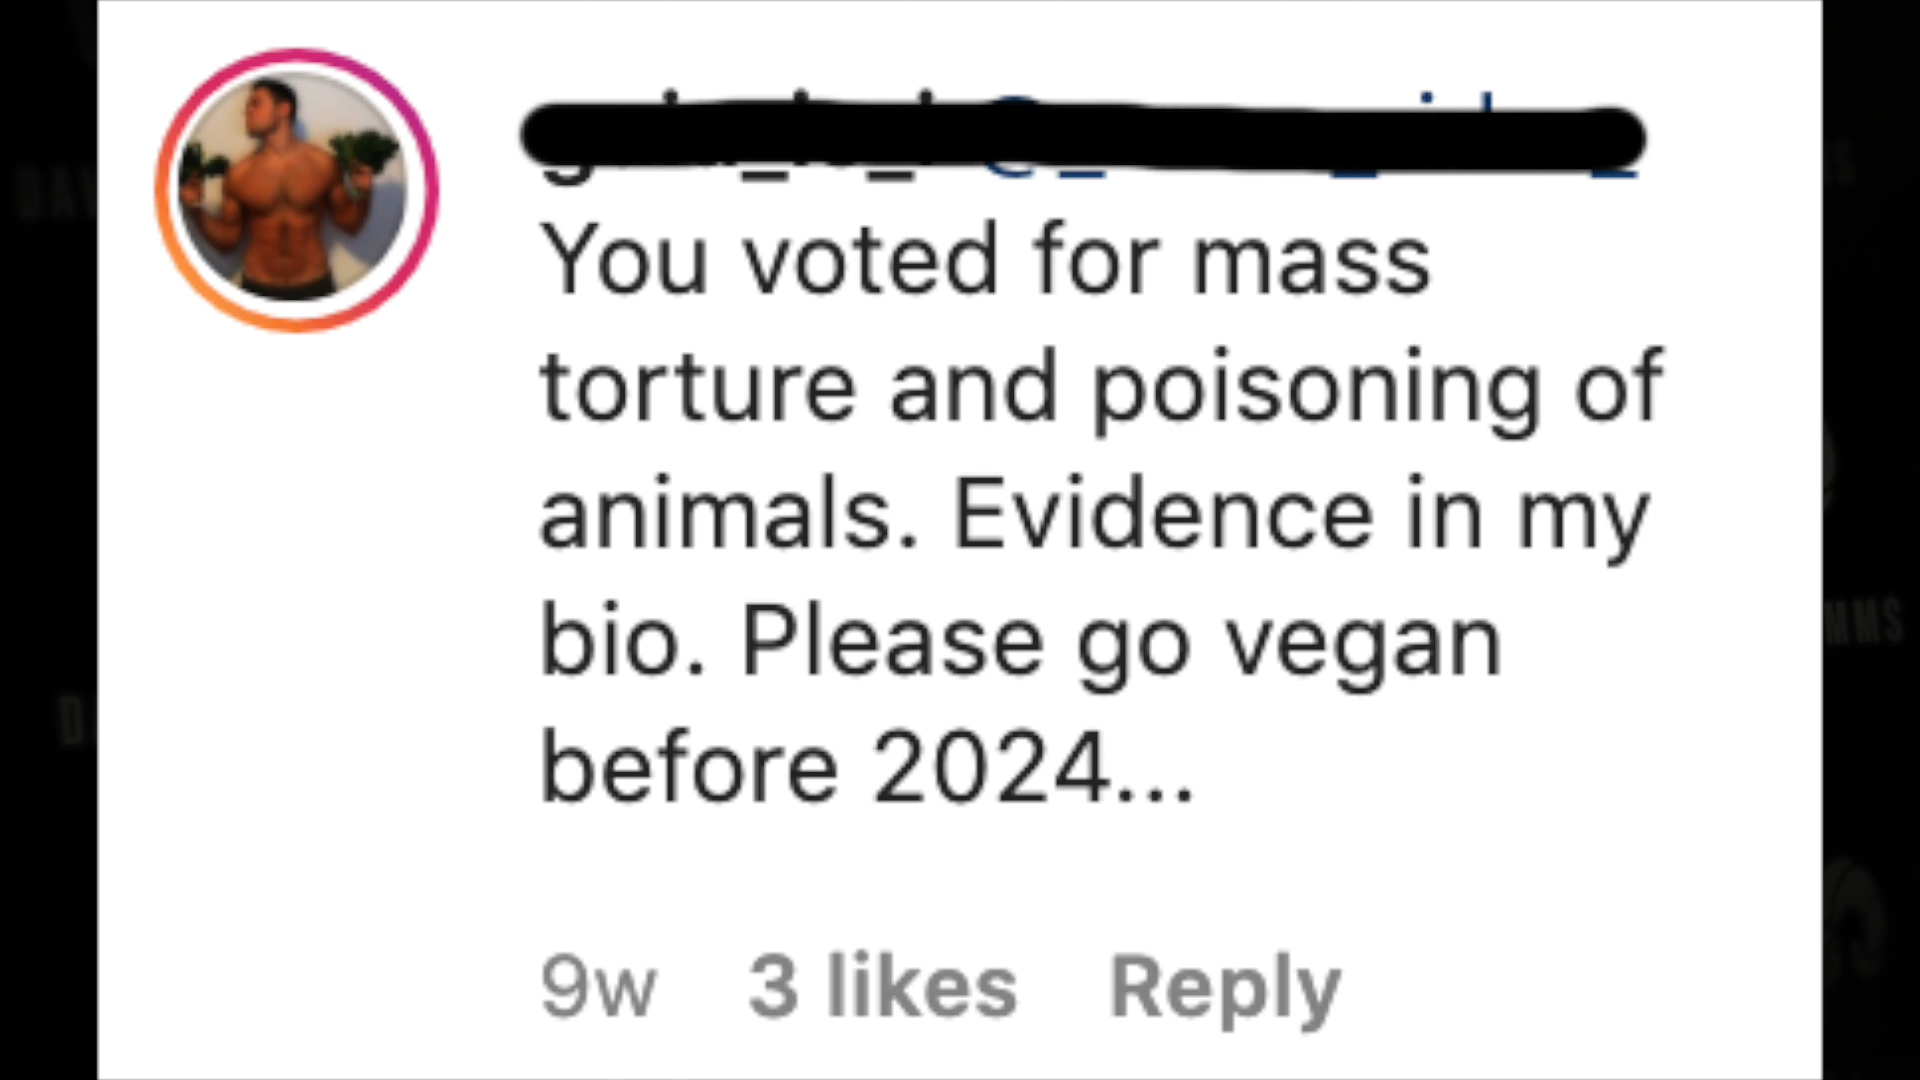 You voted for mass
torture and poisoning of
animals. Evidence in my
bio. Please go vegan
before 2024...
9w 3 likes Reply